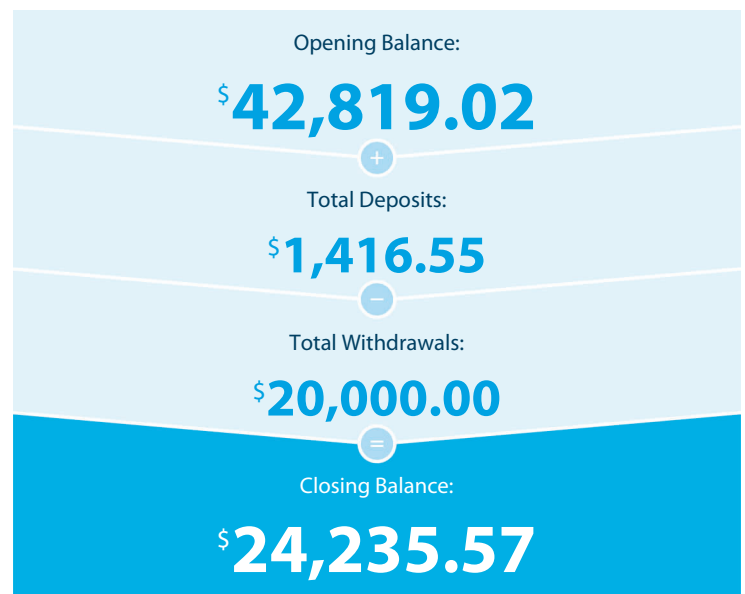 Opening Balance:
$42,819.02
+
Total Deposits:
$1,416.55
−
Total Withdrawals:
$20,000.00
=
Closing Balance:
$24,235.57